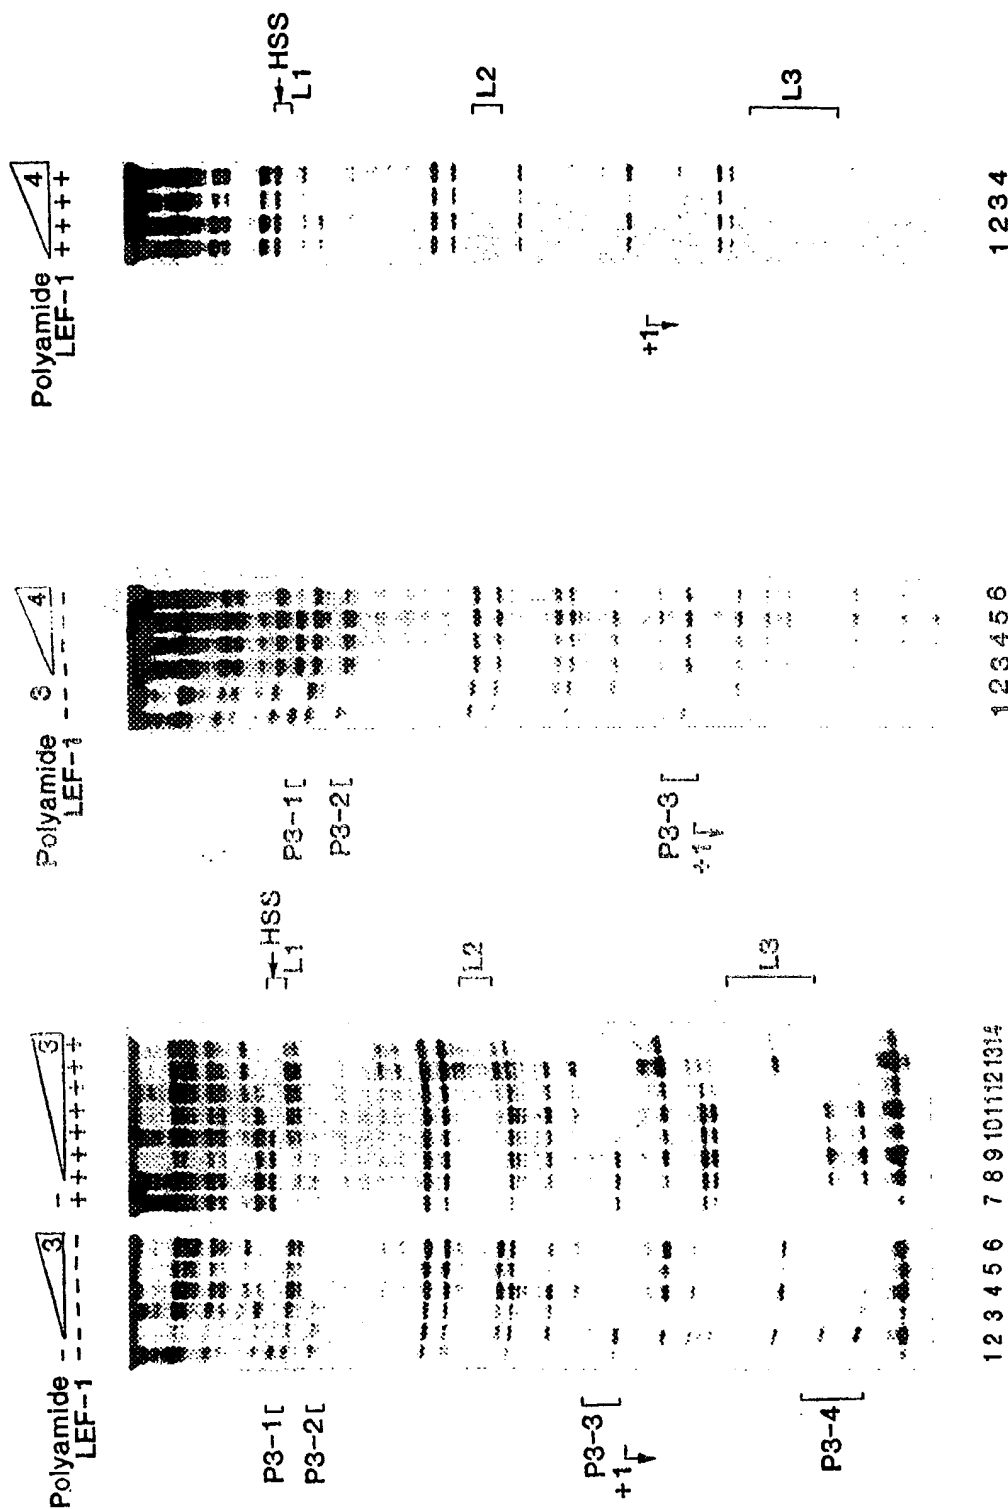 Polyamide - 3 - 3
LEF-1 - - - - - - + + + + + + + +
P3-1[
P3-2[
P3-3[
+1
P3-4[
HSS
L1
L2
L3
1 2 3 4 5 6 7 8 9 10 11 12 13 14
Polyamide - 3 4
LEF-1 - - - - - -
P3-1[
P3-2[
P3-3[
+1
1 2 3 4 5 6
Polyamide 4
LEF-1 + + + +
+1
HSS
L1
L2
L3
1 2 3 4